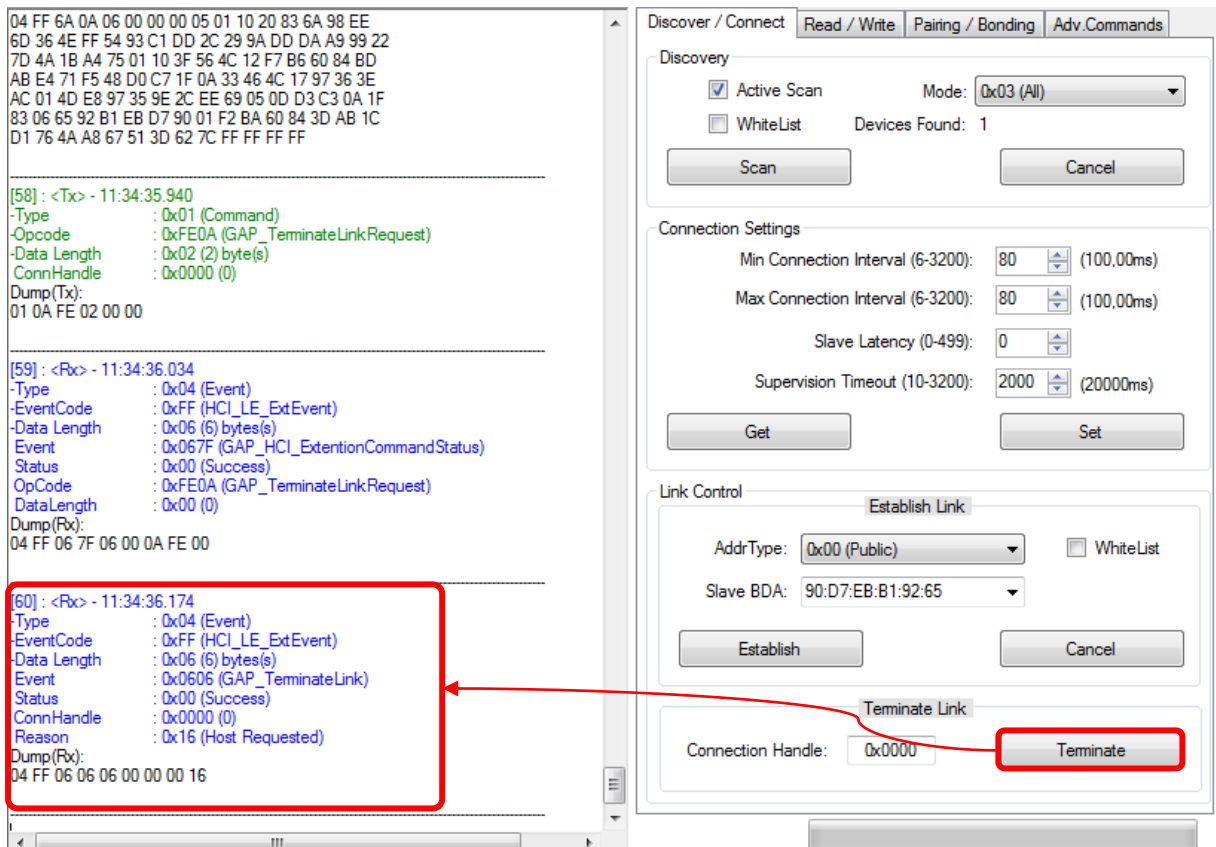 04 FF 6A 0A 06 00 00 00 05 01 10 20 83 6A 98 EE
6D 36 4E FF 54 93 C1 DD 2C 29 9A DD DA A9 99 22
7D 4A 1B A4 75 01 10 3F 56 4C 12 F7 B6 60 84 BD
AB E4 71 F5 48 D0 C7 1F 0A 33 46 4C 17 97 36 3E
AC 01 4D E8 97 35 9E 2C EE 69 05 0D D3 C3 0A 1F
83 06 65 92 B1 EB D7 90 01 F2 BA 60 84 3D AB 1C
D1 76 4A A8 67 51 3D 62 7C FF FF FF FF
[58] : <Tx> - 11:34:35.940
-Type : 0x01 (Command)
-Opcode : 0xFE0A (GAP_TerminateLinkRequest)
-Data Length : 0x02 (2) byte(s)
ConnHandle : 0x0000 (0)
Dump(Tx):
01 0A FE 02 00 00
[59] : <Rx> - 11:34:36.034
-Type : 0x04 (Event)
-EventCode : 0xFF (HCI_LE_ExtEvent)
-Data Length : 0x06 (6) bytes(s)
Event : 0x067F (GAP_HCI_ExtentionCommandStatus)
Status : 0x00 (Success)
OpCode : 0xFE0A (GAP_TerminateLinkRequest)
DataLength : 0x00 (0)
Dump(Rx):
04 FF 06 7F 06 00 0A FE 00
[60] : <Rx> - 11:34:36.174
-Type : 0x04 (Event)
-EventCode : 0xFF (HCI_LE_ExtEvent)
-Data Length : 0x06 (6) bytes(s)
Event : 0x0606 (GAP_TerminateLink)
Status : 0x00 (Success)
ConnHandle : 0x0000 (0)
Reason : 0x16 (Host Requested)
Dump(Rx):
04 FF 06 06 06 00 00 00 16
Discover / Connect Read / Write Pairing / Bonding Adv.Commands
Discovery
Active Scan Mode: 0x03 (All)
WhiteList Devices Found: 1
Scan Cancel
Connection Settings
Min Connection Interval (6-3200): 80 (100,00ms)
Max Connection Interval (6-3200): 80 (100,00ms)
Slave Latency (0-499): 0
Supervision Timeout (10-3200): 2000 (20000ms)
Get Set
Link Control
Establish Link
AddrType: 0x00 (Public) WhiteList
Slave BDA: 90:D7:EB:B1:92:65
Establish Cancel
Terminate Link
Connection Handle: 0x0000 Terminate